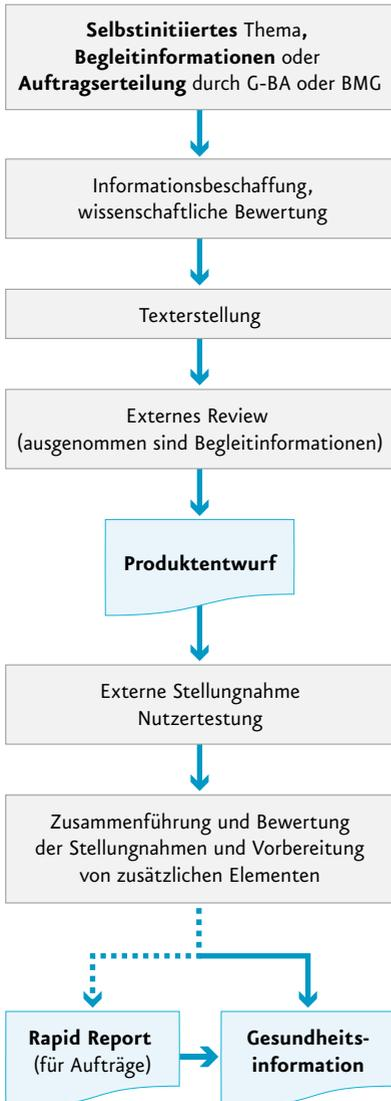 Selbstinitiiertes Thema,
Begleitinformationen oder
Auftragserteilung durch G-BA oder BMG
Informationsbeschaffung,
wissenschaftliche Bewertung
Texterstellung
Externes Review
(ausgenommen sind Begleitinformationen)
Produktentwurf
Externe Stellungnahme
Nutzertestung
Zusammenführung und Bewertung
der Stellungnahmen und Vorbereitung
von zusätzlichen Elementen
Rapid Report
(für Aufträge)
Gesundheits-
information